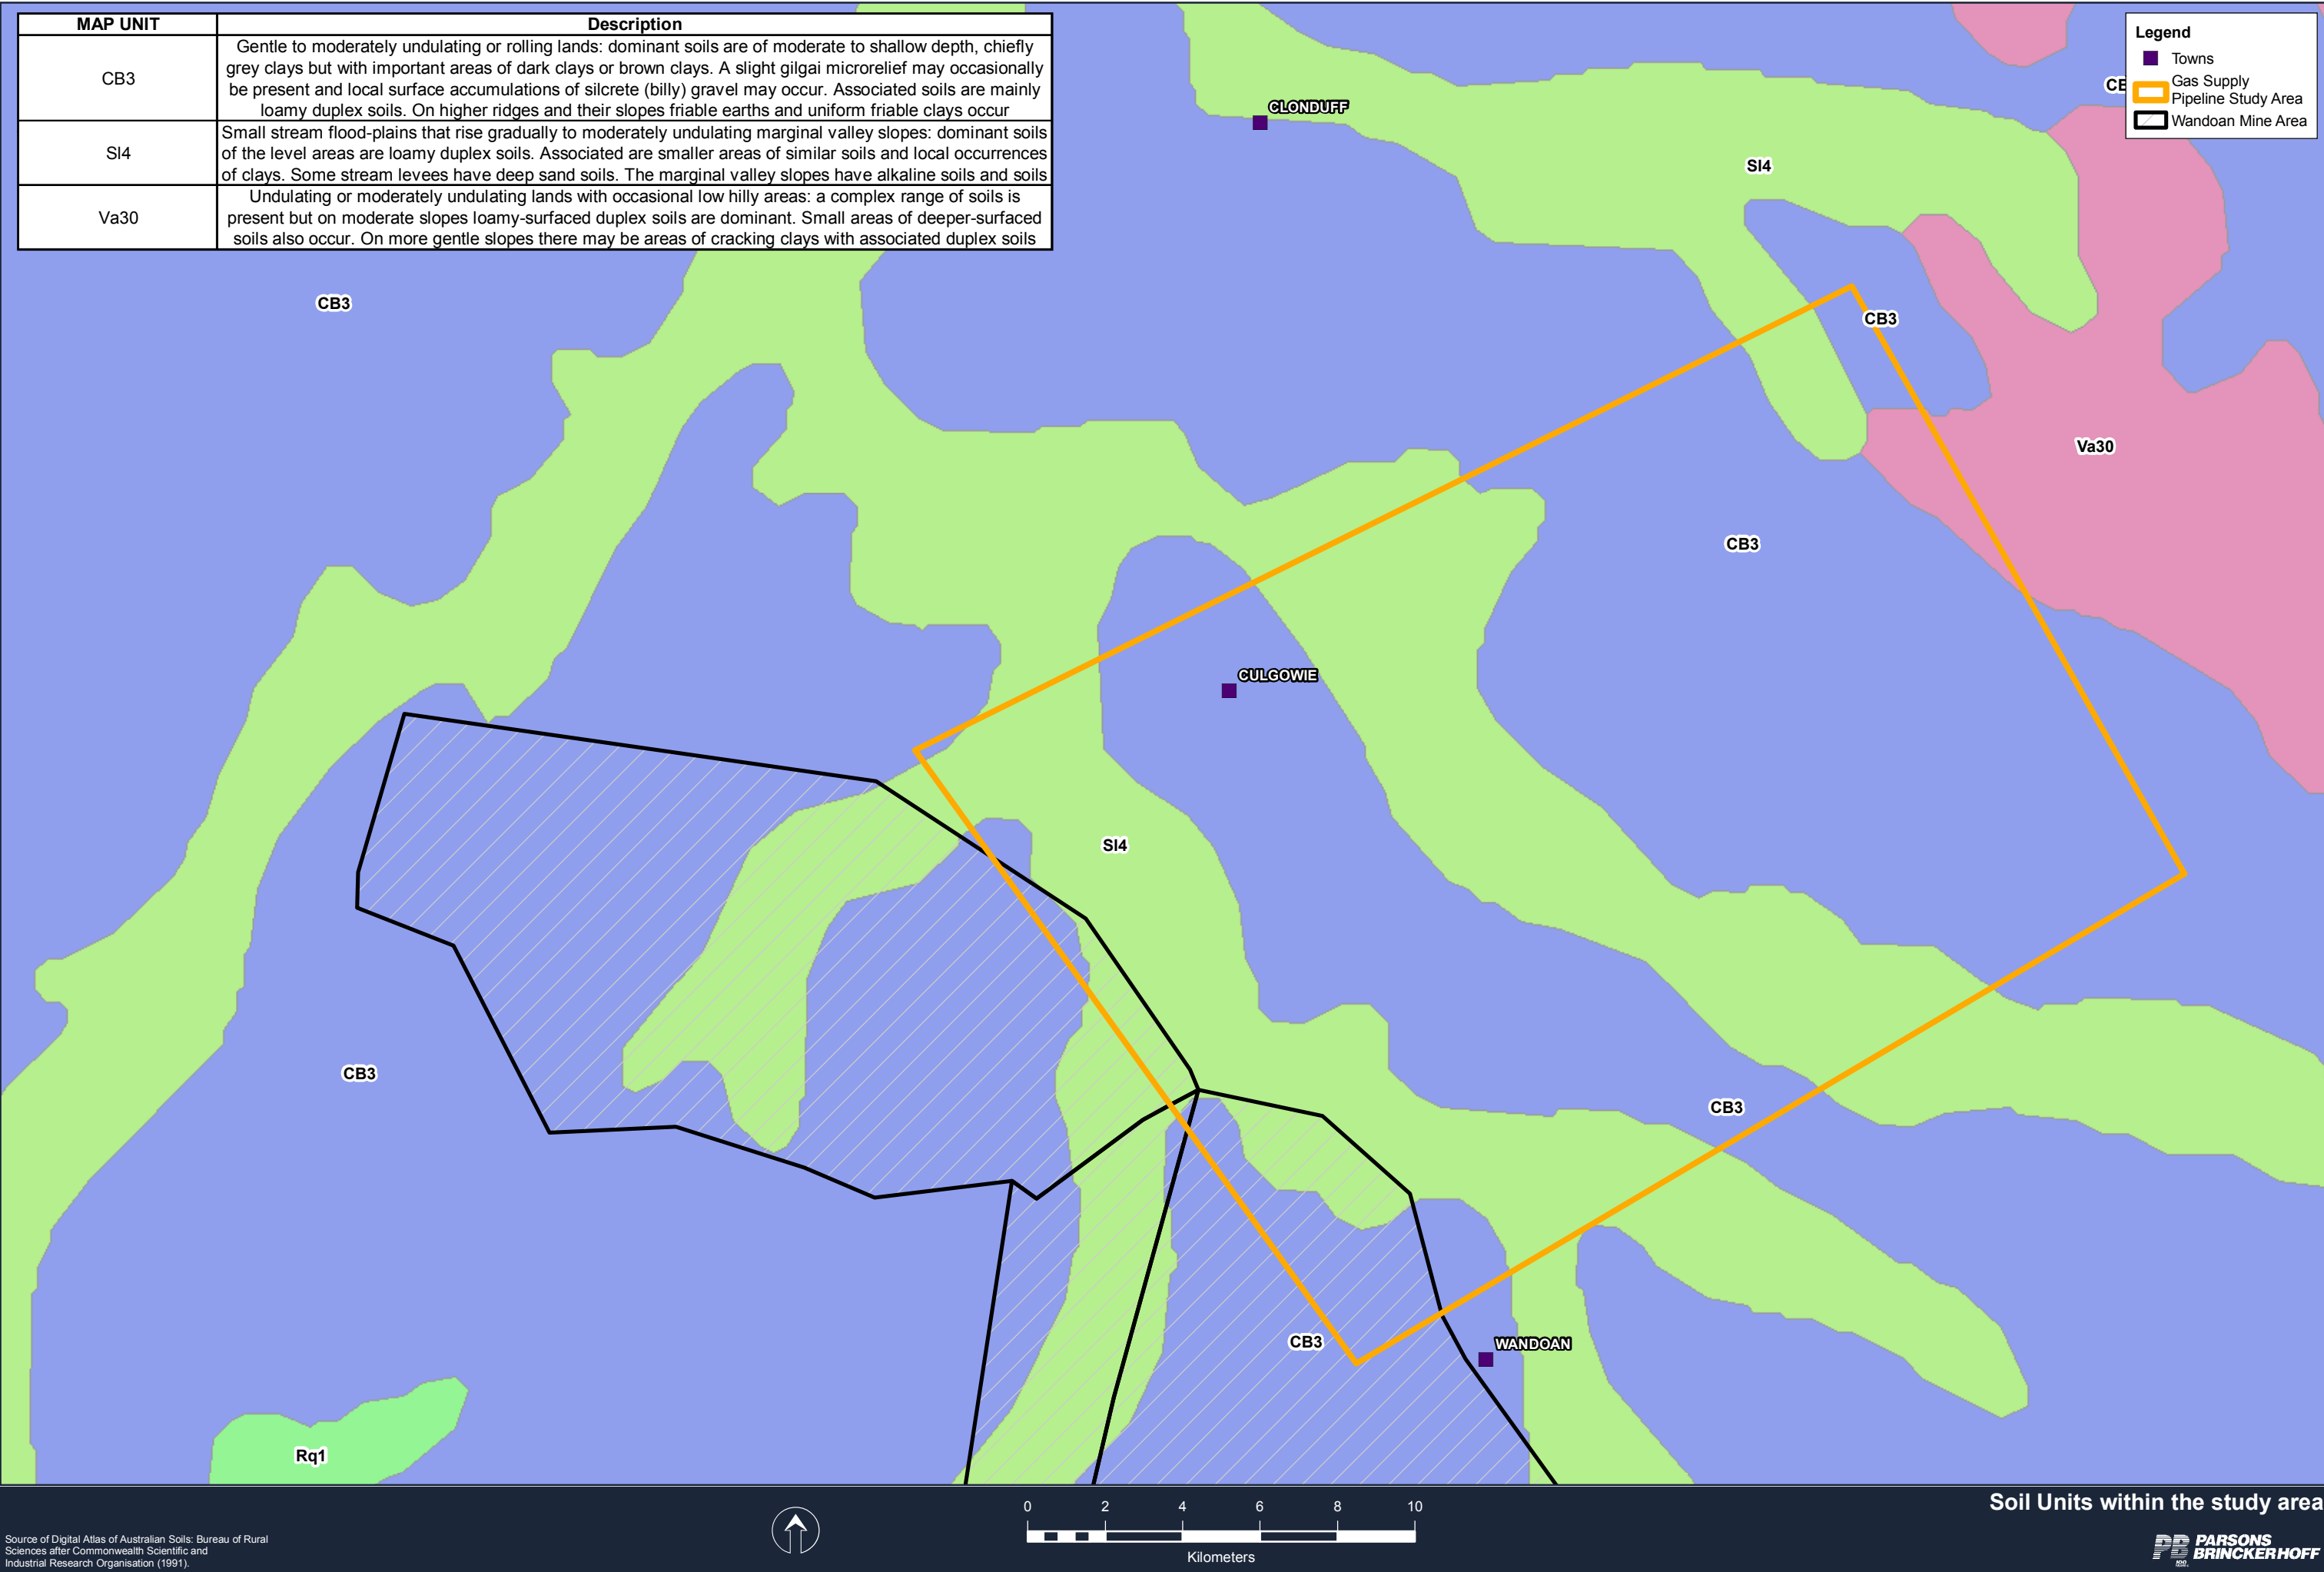 MAP UNIT Description
CB3
Gentle to moderately undulating or rolling lands: dominant soils are of moderate to shallow depth, chiefly
grey clays but with important areas of dark clays or brown clays. A slight gilgai microrelief may occasionally
be present and local surface accumulations of silcrete (billy) gravel may occur. Associated soils are mainly
loamy duplex soils. On higher ridges and their slopes friable earths and uniform friable clays occur
Sl4
Small stream flood-plains that rise gradually to moderately undulating marginal valley slopes: dominant soils
of the level areas are loamy duplex soils. Associated are smaller areas of similar soils and local occurrences
of clays. Some stream levees have deep sand soils. The marginal valley slopes have alkaline soils and soils
Va30
Undulating or moderately undulating lands with occasional low hilly areas: a complex range of soils is
present but on moderate slopes loamy-surfaced duplex soils are dominant. Small areas of deeper-surfaced
soils also occur. On more gentle slopes there may be areas of cracking clays with associated duplex soils
Legend
Towns
Gas Supply
Pipeline Study Area
Wandoan Mine Area
CB
CLONDUFF
Sl4
CB3
CB3
Va30
CB3
CULGOWIE
Sl4
CB3
CB3
CB3
WANDOAN
Rq1
0 2 4 6 8 10
Kilometers
Soil Units within the study area
Source of Digital Atlas of Australian Soils: Bureau of Rural
Sciences after Commonwealth Scientific and
Industrial Research Organisation (1991).
PB PARSONS
BRINCKERHOFF